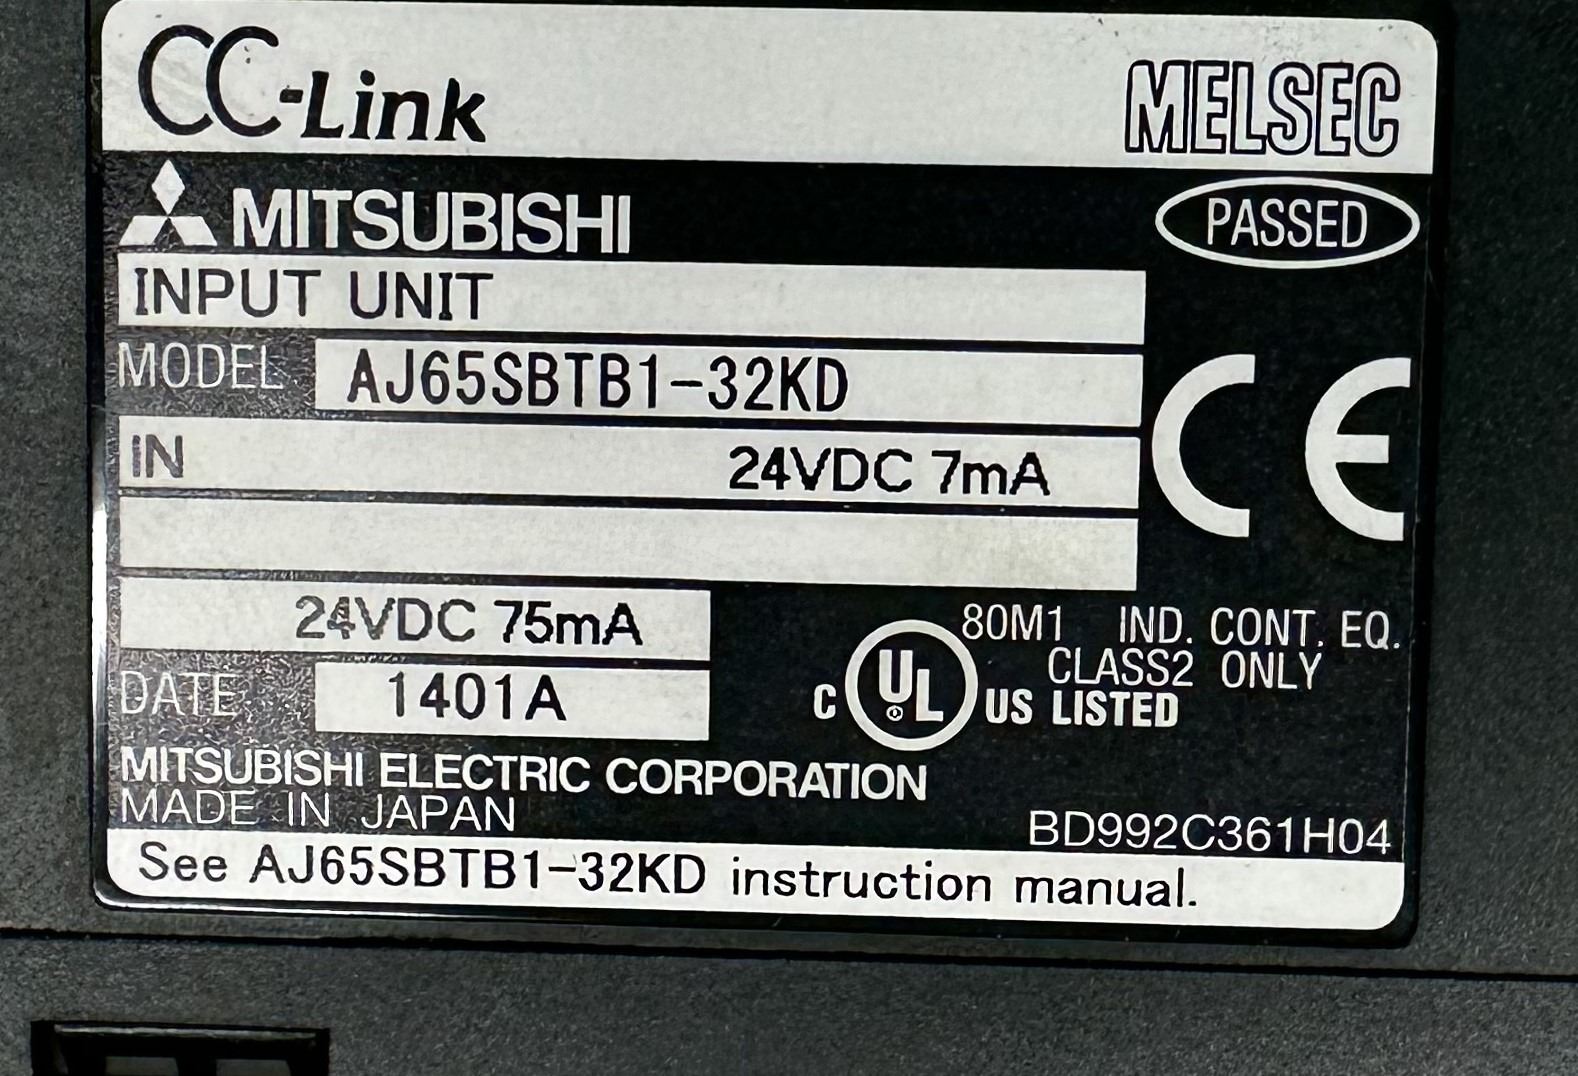 CC-Link MELSEC
MITSUBISHI PASSED
INPUT UNIT
MODEL AJ65SBTB1-32KD
IN 24VDC 7mA
CE
24VDC 75mA
80M1 IND. CONT. EQ.
CLASS2 ONLY
C UL US LISTED
DATE 1401A
MITSUBISHI ELECTRIC CORPORATION
MADE IN JAPAN
BD992C361H04
See AJ65SBTB1-32KD instruction manual.